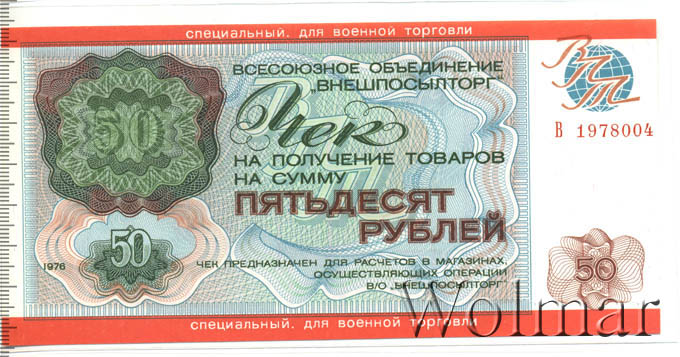 специальный. для военной торговли
ВСЕСОЮЗНОЕ ОБЪЕДИНЕНИЕ
„ВНЕШПОСЫЛТОРГ"
ВПТ
Чек
В 1978004
50
ВПТ
НА ПОЛУЧЕНИЕ ТОВАРОВ
НА СУММУ
ПЯТЬДЕСЯТ
РУБЛЕЙ
50
1976
ЧЕК ПРЕДНАЗНАЧЕН ДЛЯ РАСЧЕТОВ В МАГАЗИНАХ,
ОСУЩЕСТВЛЯЮЩИХ ОПЕРАЦИИ
В/О „ВНЕШПОСЫЛТОРГ"
50
Wolmar
специальный. для военной торговли